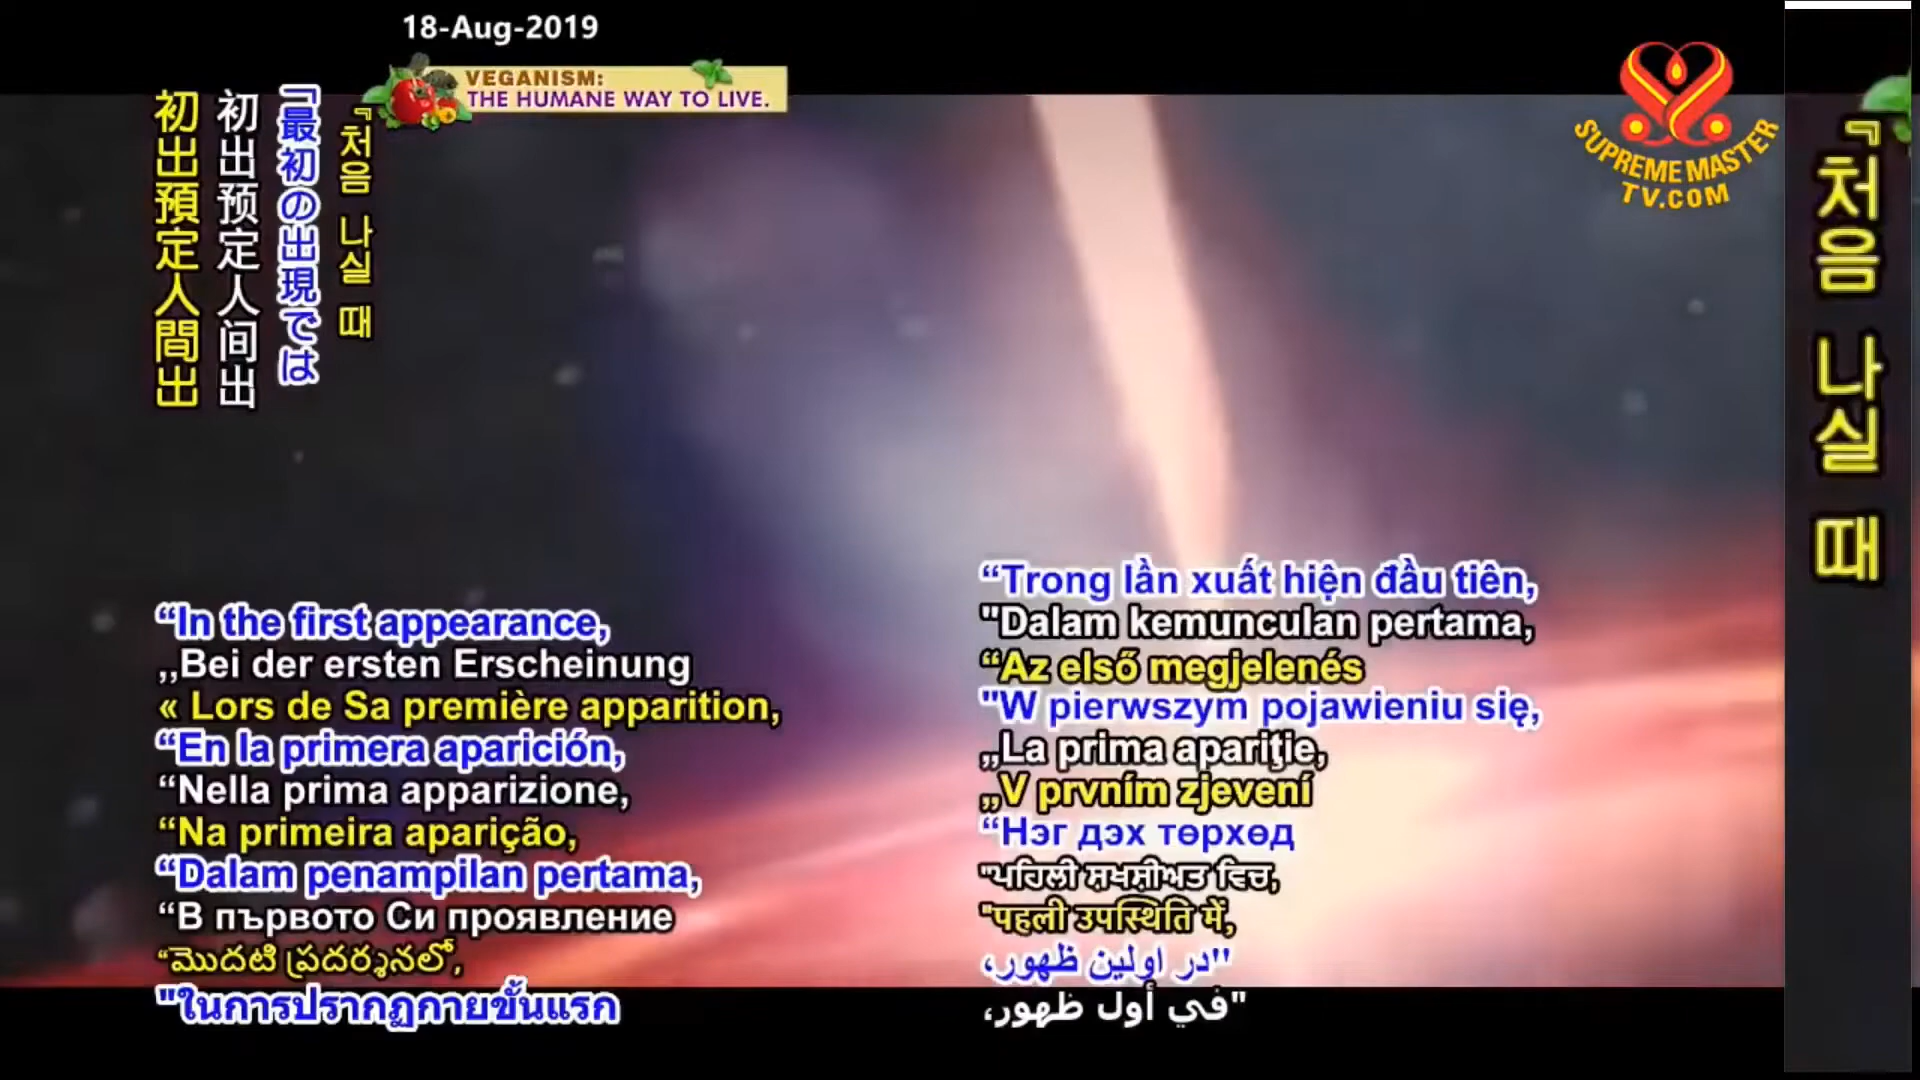 18-Aug-2019
VEGANISM:
THE HUMANE WAY TO LIVE.
SUPREME MASTER
TV.COM
『처음 나실 때
「最初の出現では
初出预定人间出
初出預定人間出
“In the first appearance,
,,Bei der ersten Erscheinung
« Lors de Sa première apparition,
“En la primera aparición,
“Nella prima apparizione,
“Na primeira aparição,
“Dalam penampilan pertama,
“В първото Си проявление
“మొదటి ప్రదర్శనలో,
"ในการปรากฏกายขั้นแรก
“Trong lần xuất hiện đầu tiên,
"Dalam kemunculan pertama,
“Az első megjelenés
"W pierwszym pojawieniu się,
„La prima apariţie,
„V prvním zjevení
“Нэг дэх төрхөд
"ਪਹਿਲੀ ਸ਼ਖਸ਼ੀਅਤ ਵਿਚ,
"पहली उपस्थिति में,
''در اولین ظهور،
"في أول ظهور،
『처음 나실 때